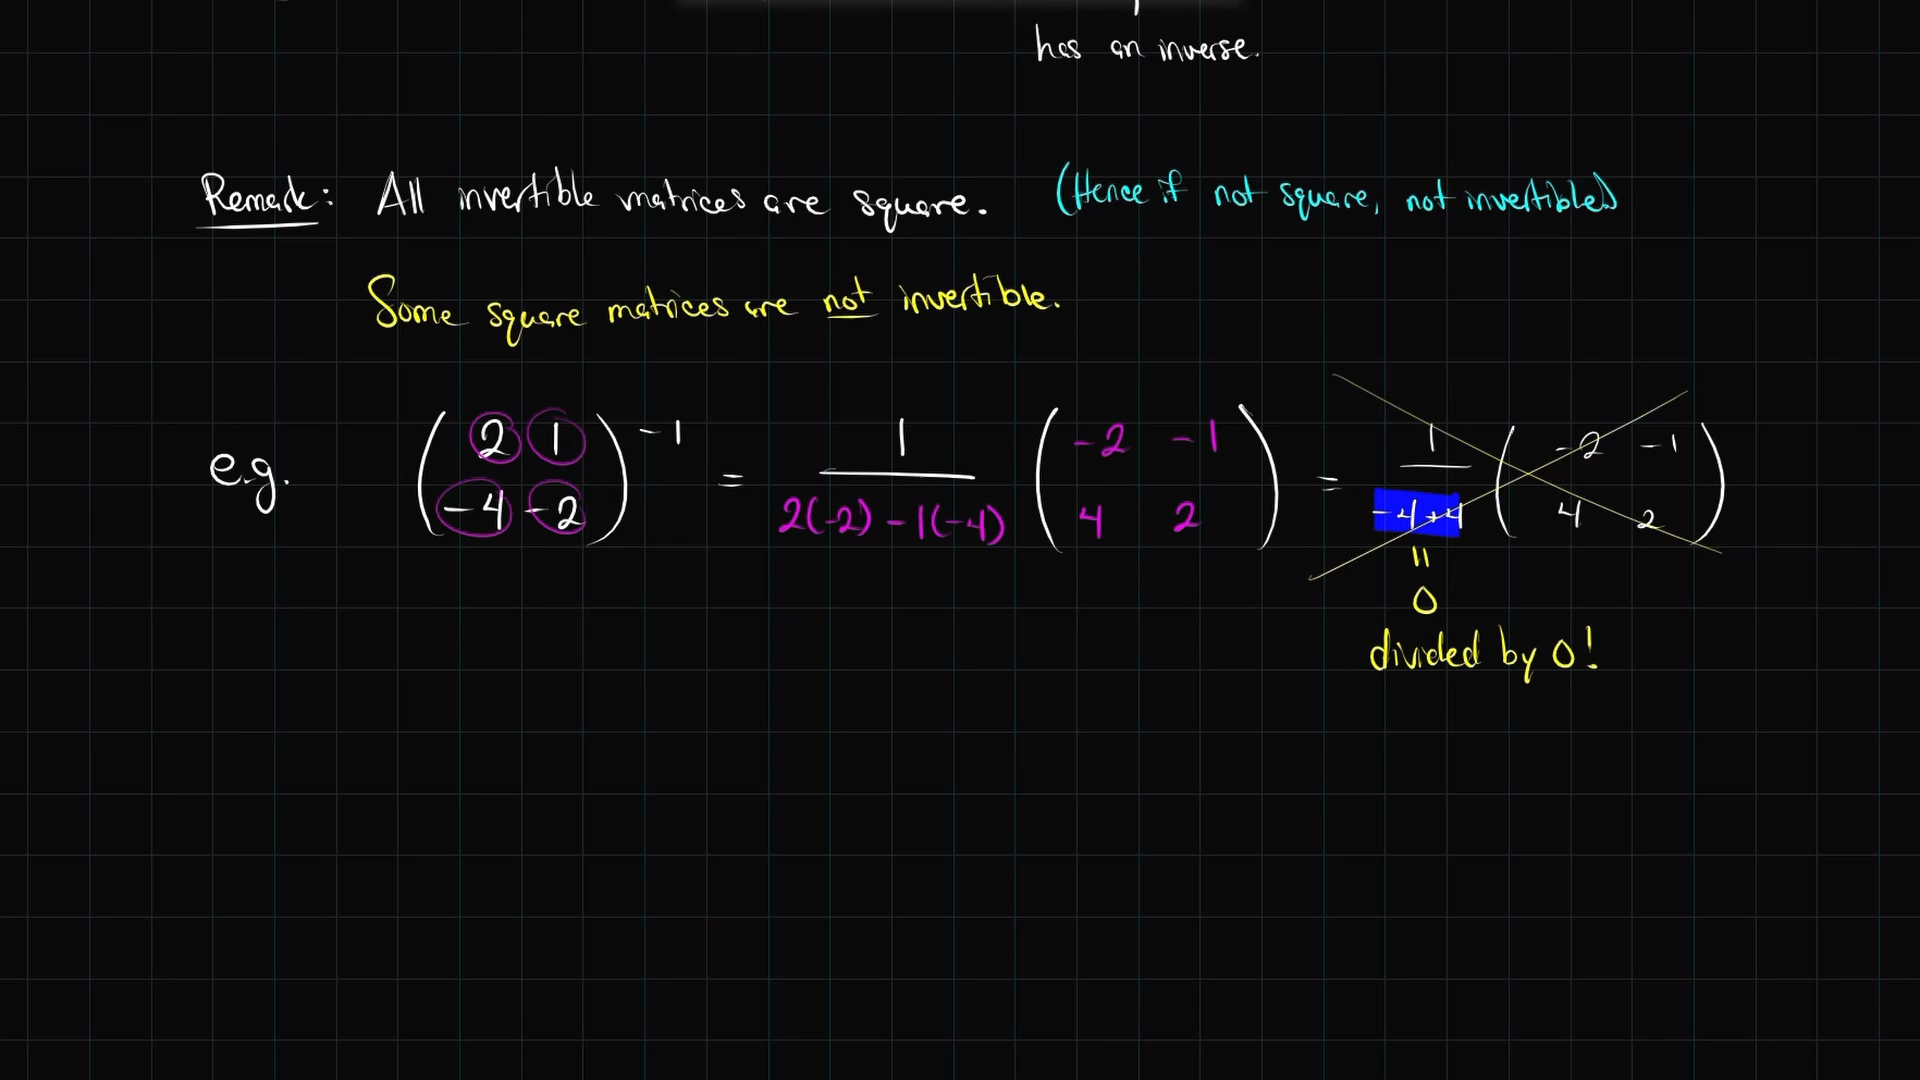 has an inverse.
Remark: All invertible matrices are square. (Hence if not square, not invertible)
Some square matrices are not invertible.
e.g. ( 2 1 ; -4 -2 )^-1 = 1 / (2(-2) - 1(-4)) ( -2 -1 ; 4 2 ) = 1 / (-4+4) ( -2 -1 ; 4 2 )
=
0
divided by 0!